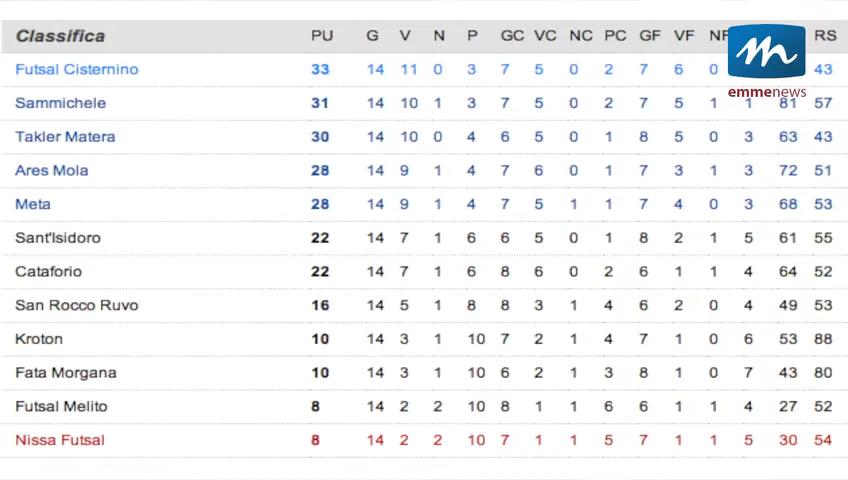 Classifica PU G V N P GC VC NC PC GF VF RS
Futsal Cisternino 33 14 11 0 3 7 5 0 2 7 6 0 43
Sammichele 31 14 10 1 3 7 5 0 2 7 5 1 1 81 57
Takler Matera 30 14 10 0 4 6 5 0 1 8 5 0 3 63 43
Ares Mola 28 14 9 1 4 7 6 0 1 7 3 1 3 72 51
Meta 28 14 9 1 4 7 5 1 1 7 4 0 3 68 53
Sant'Isidoro 22 14 7 1 6 6 5 0 1 8 2 1 5 61 55
Cataforio 22 14 7 1 6 8 6 0 2 6 1 1 4 64 52
San Rocco Ruvo 16 14 5 1 8 8 3 1 4 6 2 0 4 49 53
Kroton 10 14 3 1 10 7 2 1 4 7 1 0 6 53 88
Fata Morgana 10 14 3 1 10 6 2 1 3 8 1 0 7 43 80
Futsal Melito 8 14 2 2 10 8 1 1 6 6 1 1 4 27 52
Nissa Futsal 8 14 2 2 10 7 1 1 5 7 1 1 5 30 54
m
emmenews